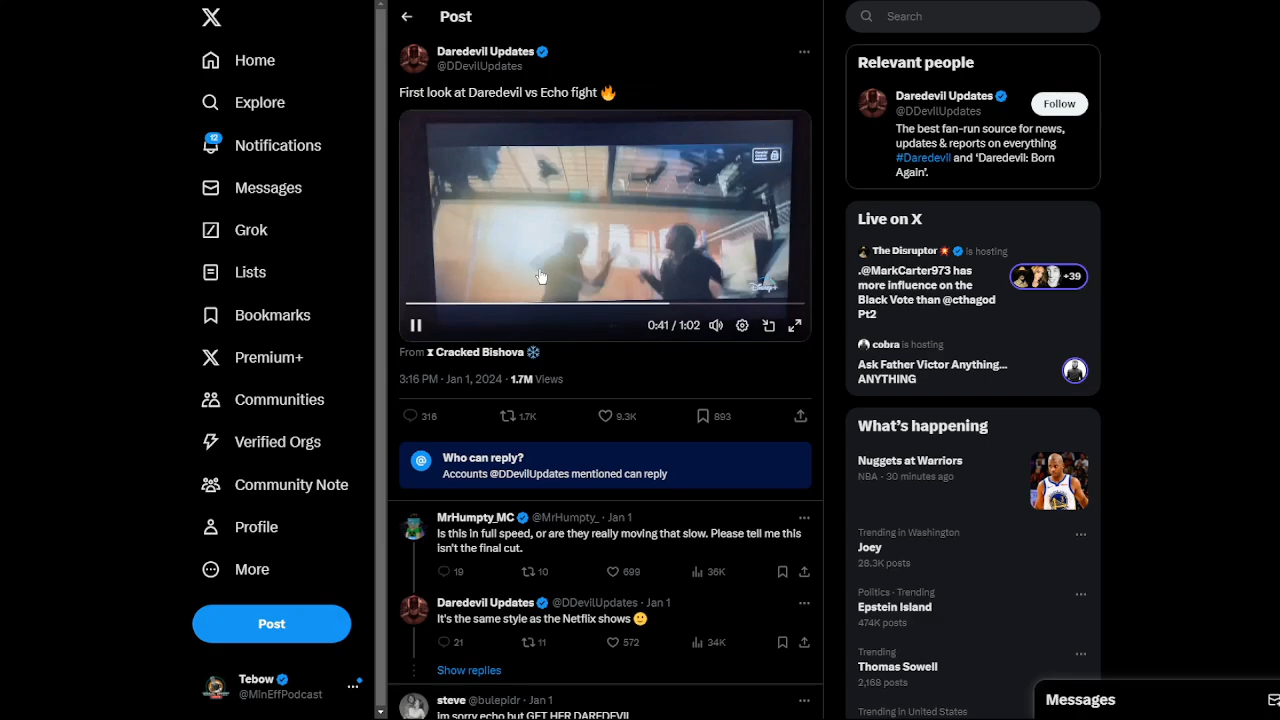 Home
Explore
12
Notifications
Messages
Grok
Lists
Bookmarks
Premium+
Communities
Verified Orgs
Community Note
Profile
More
Post
Tebow
@MinEffPodcast
Post
Daredevil Updates
@DDevilUpdates
First look at Daredevil vs Echo fight 🔥
Disney+
0:41 / 1:02
From ⧗ Cracked Bishova ❄️
3:16 PM · Jan 1, 2024 · 1.7M Views
316 1.7K 9.3K 893
Who can reply?
Accounts @DDevilUpdates mentioned can reply
MrHumpty_MC @MrHumpty_ · Jan 1
Is this in full speed, or are they really moving that slow. Please tell me this
isn't the final cut.
19 10 699 36K
Daredevil Updates @DDevilUpdates · Jan 1
It's the same style as the Netflix shows 🙂
21 11 572 34K
Show replies
steve @bulepidr · Jan 1
im sorry echo but GET HER DAREDEVIL
Search
Relevant people
Daredevil Updates
@DDevilUpdates
Follow
The best fan-run source for news,
updates & reports on everything
#Daredevil and 'Daredevil: Born
Again'.
Live on X
The Disruptor💥 is hosting
.@MarkCarter973 has
more influence on the
Black Vote than @cthagod
Pt2
+39
cobra is hosting
Ask Father Victor Anything...
ANYTHING
What's happening
Nuggets at Warriors
NBA · 30 minutes ago
Trending in Washington
Joey
28.3K posts
Politics · Trending
Epstein Island
474K posts
Trending
Thomas Sowell
2,168 posts
Trending in United States
Messages